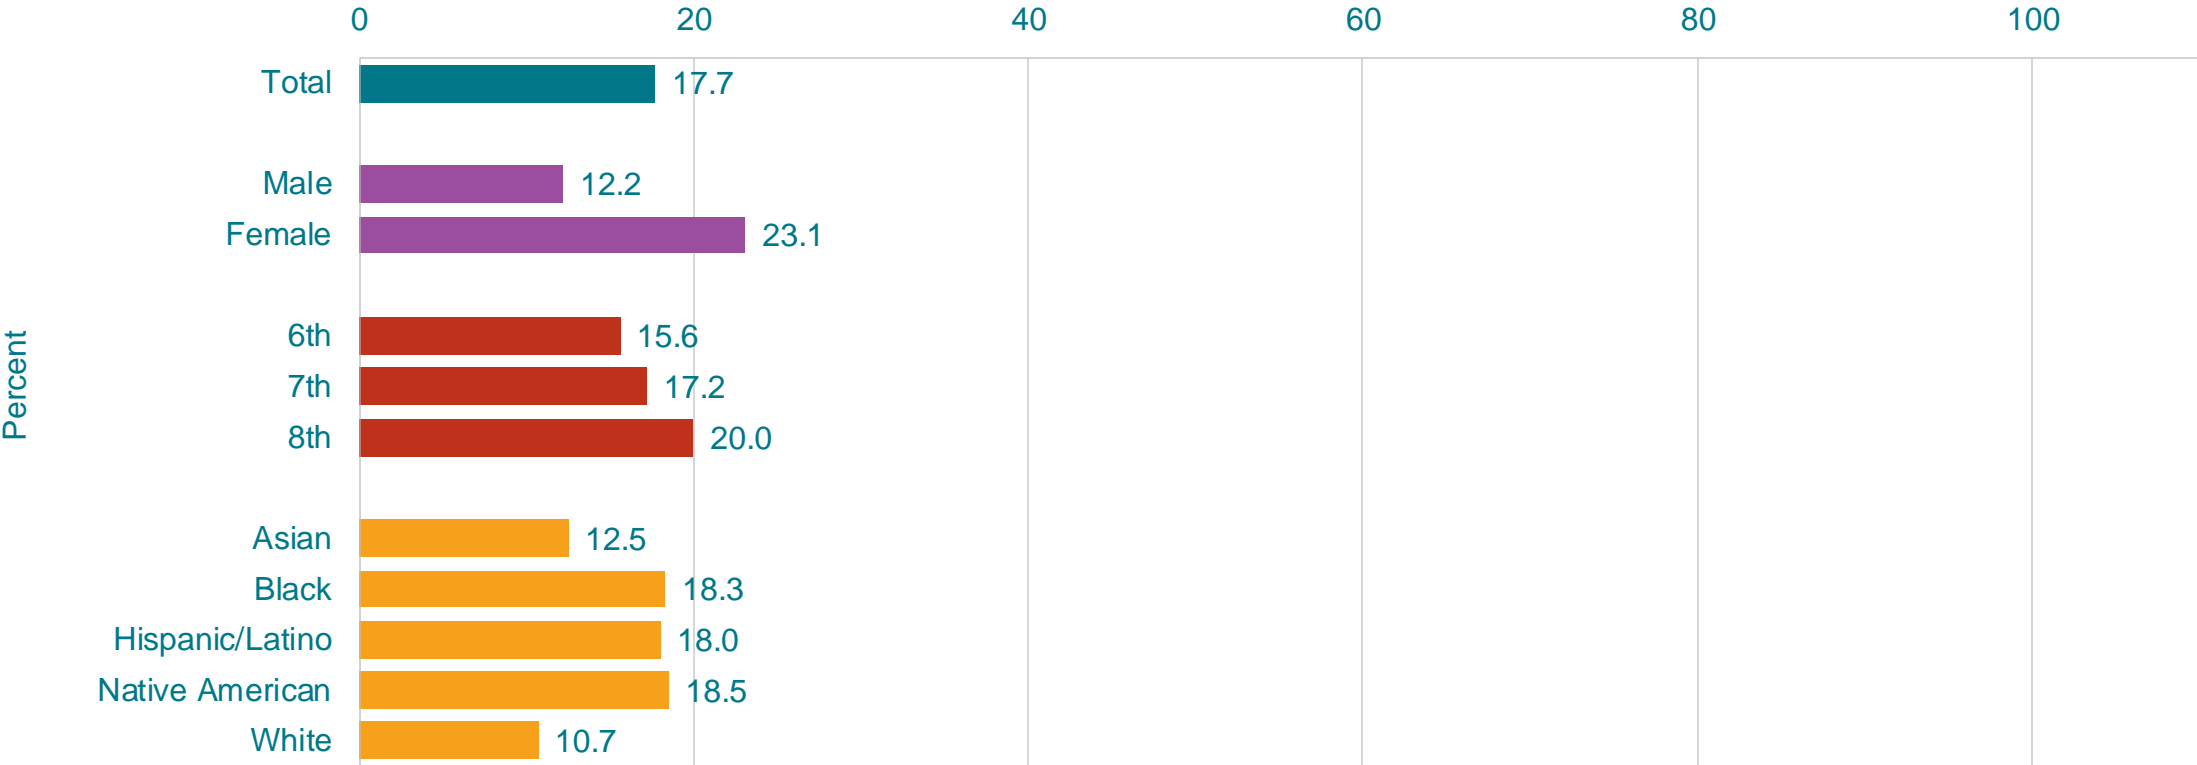 0 20 40 60 80 100
Total 17.7
Male 12.2
Female 23.1
Percent
6th 15.6
7th 17.2
8th 20.0
Asian 12.5
Black 18.3
Hispanic/Latino 18.0
Native American 18.5
White 10.7